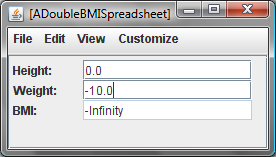 [ADoubleBMISpreadsheet]
File Edit View Customize
Height: 0.0
Weight: -10.0
BMI: -Infinity